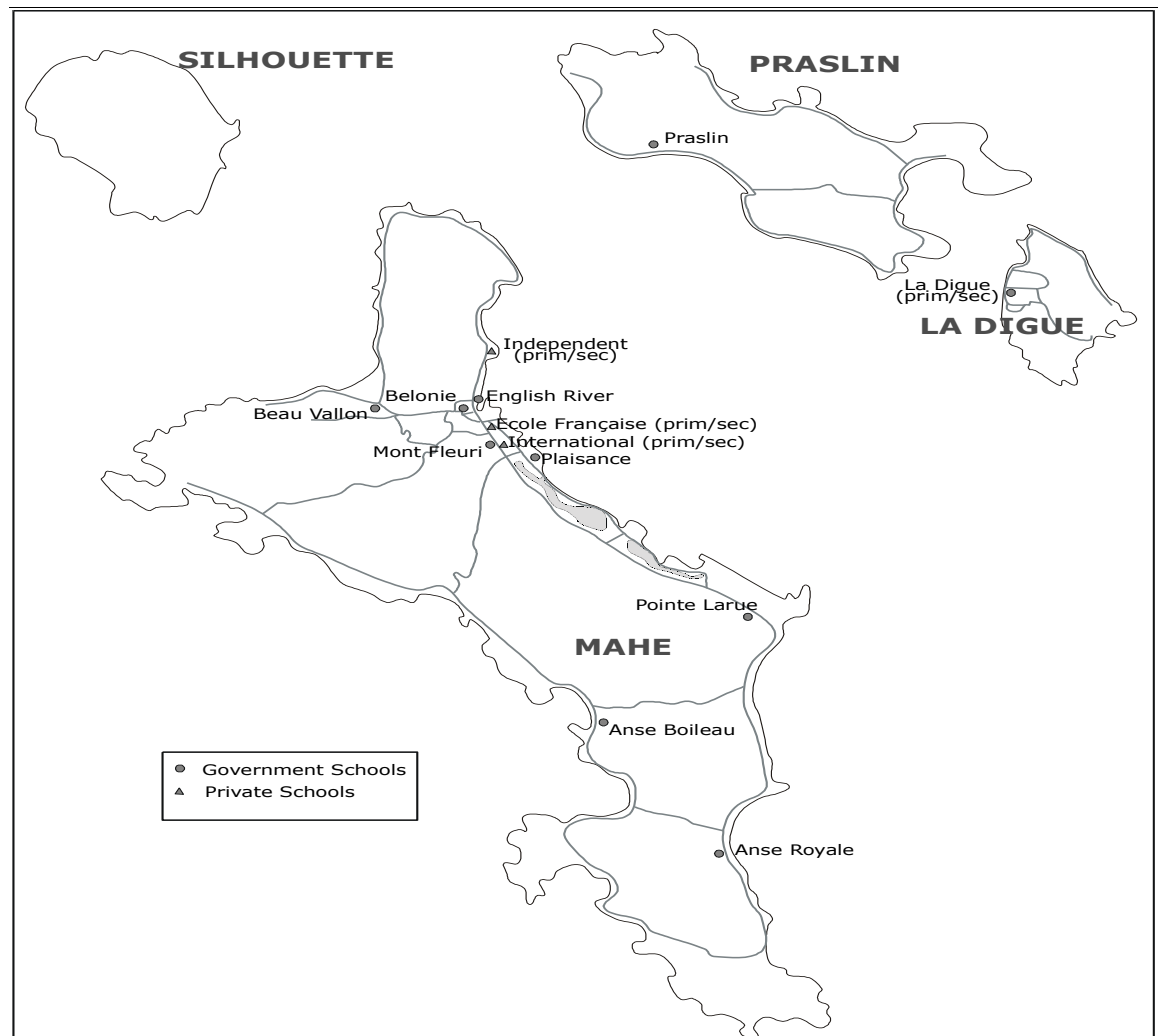 SILHOUETTE
PRASLIN
Praslin
La Digue
(prim/sec)
LA DIGUE
Independent
(prim/sec)
Belonie
English River
Beau Vallon
Ecole Française (prim/sec)
Mont Fleuri
International (prim/sec)
Plaisance
Pointe Larue
MAHE
Anse Boileau
Government Schools
Private Schools
Anse Royale